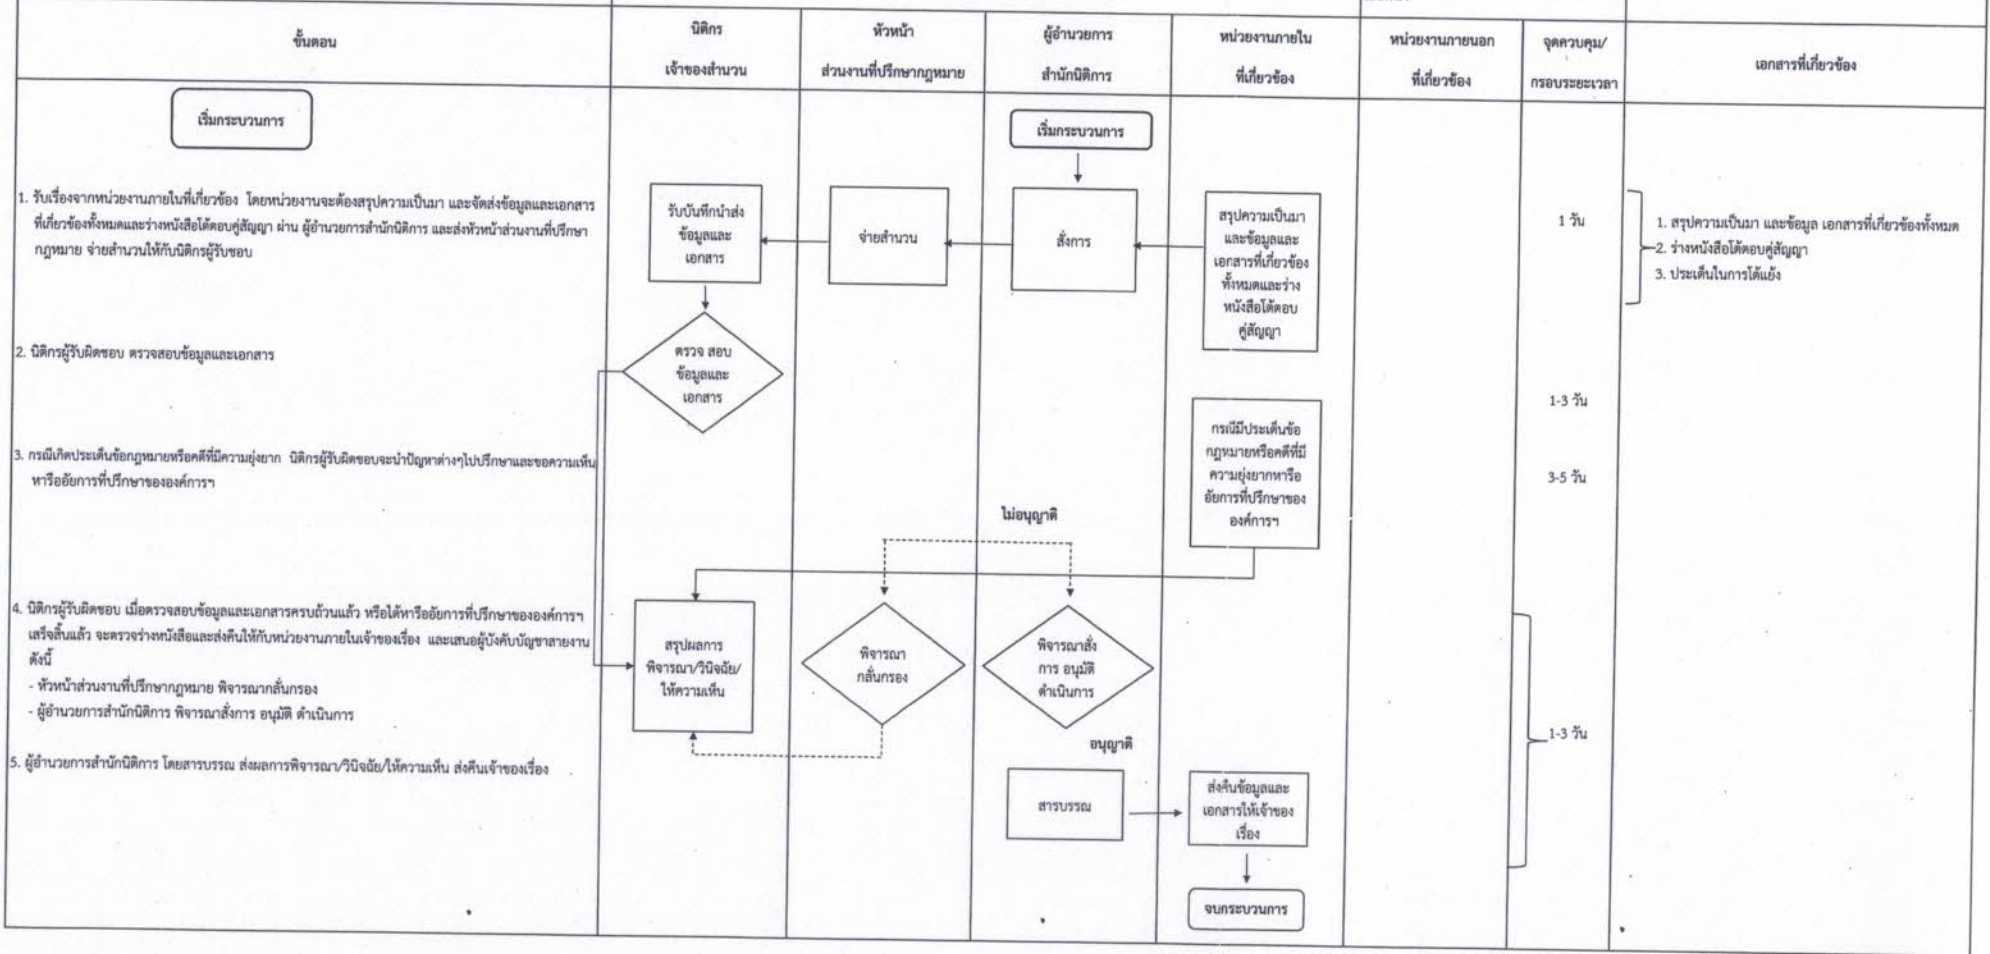 ขั้นตอน
นิติกร
เจ้าของสำนวน
หัวหน้า
ส่วนงานที่ปรึกษากฎหมาย
ผู้อำนวยการ
สำนักนิติการ
หน่วยงานภายใน
ที่เกี่ยวข้อง
หน่วยงานภายนอก
ที่เกี่ยวข้อง
จุดควบคุม/
กรอบระยะเวลา
เอกสารที่เกี่ยวข้อง
เริ่มกระบวนการ
เริ่มกระบวนการ
1. รับเรื่องจากหน่วยงานภายในที่เกี่ยวข้อง โดยหน่วยงานจะต้องสรุปความเป็นมา และจัดส่งข้อมูลและเอกสาร
ที่เกี่ยวข้องทั้งหมดและร่างหนังสือโต้ตอบคู่สัญญา ผ่าน ผู้อำนวยการสำนักนิติการ และส่งหัวหน้าส่วนงานที่ปรึกษา
กฎหมาย จ่ายสำนวนให้กับนิติกรผู้รับชอบ
รับบันทึกนำส่ง
ข้อมูลและ
เอกสาร
จ่ายสำนวน
สั่งการ
สรุปความเป็นมา
และข้อมูลและ
เอกสารที่เกี่ยวข้อง
ทั้งหมดและร่าง
หนังสือโต้ตอบ
คู่สัญญา
1 วัน
1. สรุปความเป็นมา และข้อมูล เอกสารที่เกี่ยวข้องทั้งหมด
2. ร่างหนังสือโต้ตอบคู่สัญญา
3. ประเด็นในการโต้แย้ง
2. นิติกรผู้รับผิดชอบ ตรวจสอบข้อมูลและเอกสาร
ตรวจ สอบ
ข้อมูลและ
เอกสาร
1-3 วัน
3. กรณีเกิดประเด็นข้อกฎหมายหรือคดีที่มีความยุ่งยาก นิติกรผู้รับผิดชอบจะนำปัญหาต่างๆไปปรึกษาและขอความเห็น
หารืออัยการที่ปรึกษาขององค์การฯ
กรณีมีประเด็นข้อ
กฎหมายหรือคดีที่มี
ความยุ่งยากหารือ
อัยการที่ปรึกษาของ
องค์การฯ
3-5 วัน
ไม่อนุญาติ
4. นิติกรผู้รับผิดชอบ เมื่อตรวจสอบข้อมูลและเอกสารครบถ้วนแล้ว หรือได้หารืออัยการที่ปรึกษาขององค์การฯ
เสร็จสิ้นแล้ว จะตรวจร่างหนังสือและส่งคืนให้กับหน่วยงานภายในเจ้าของเรื่อง และเสนอผู้บังคับบัญชาสายงาน
ดังนี้
- หัวหน้าส่วนงานที่ปรึกษากฎหมาย พิจารณากลั่นกรอง
- ผู้อำนวยการสำนักนิติการ พิจารณาสั่งการ อนุมัติ ดำเนินการ
สรุปผลการ
พิจารณา/วินิจฉัย/
ให้ความเห็น
พิจารณา
กลั่นกรอง
พิจารณาสั่ง
การ อนุมัติ
ดำเนินการ
1-3 วัน
อนุญาติ
5. ผู้อำนวยการสำนักนิติการ โดยสารบรรณ ส่งผลการพิจารณา/วินิจฉัย/ให้ความเห็น ส่งคืนเจ้าของเรื่อง
สารบรรณ
ส่งคืนข้อมูลและ
เอกสารให้เจ้าของ
เรื่อง
จบกระบวนการ